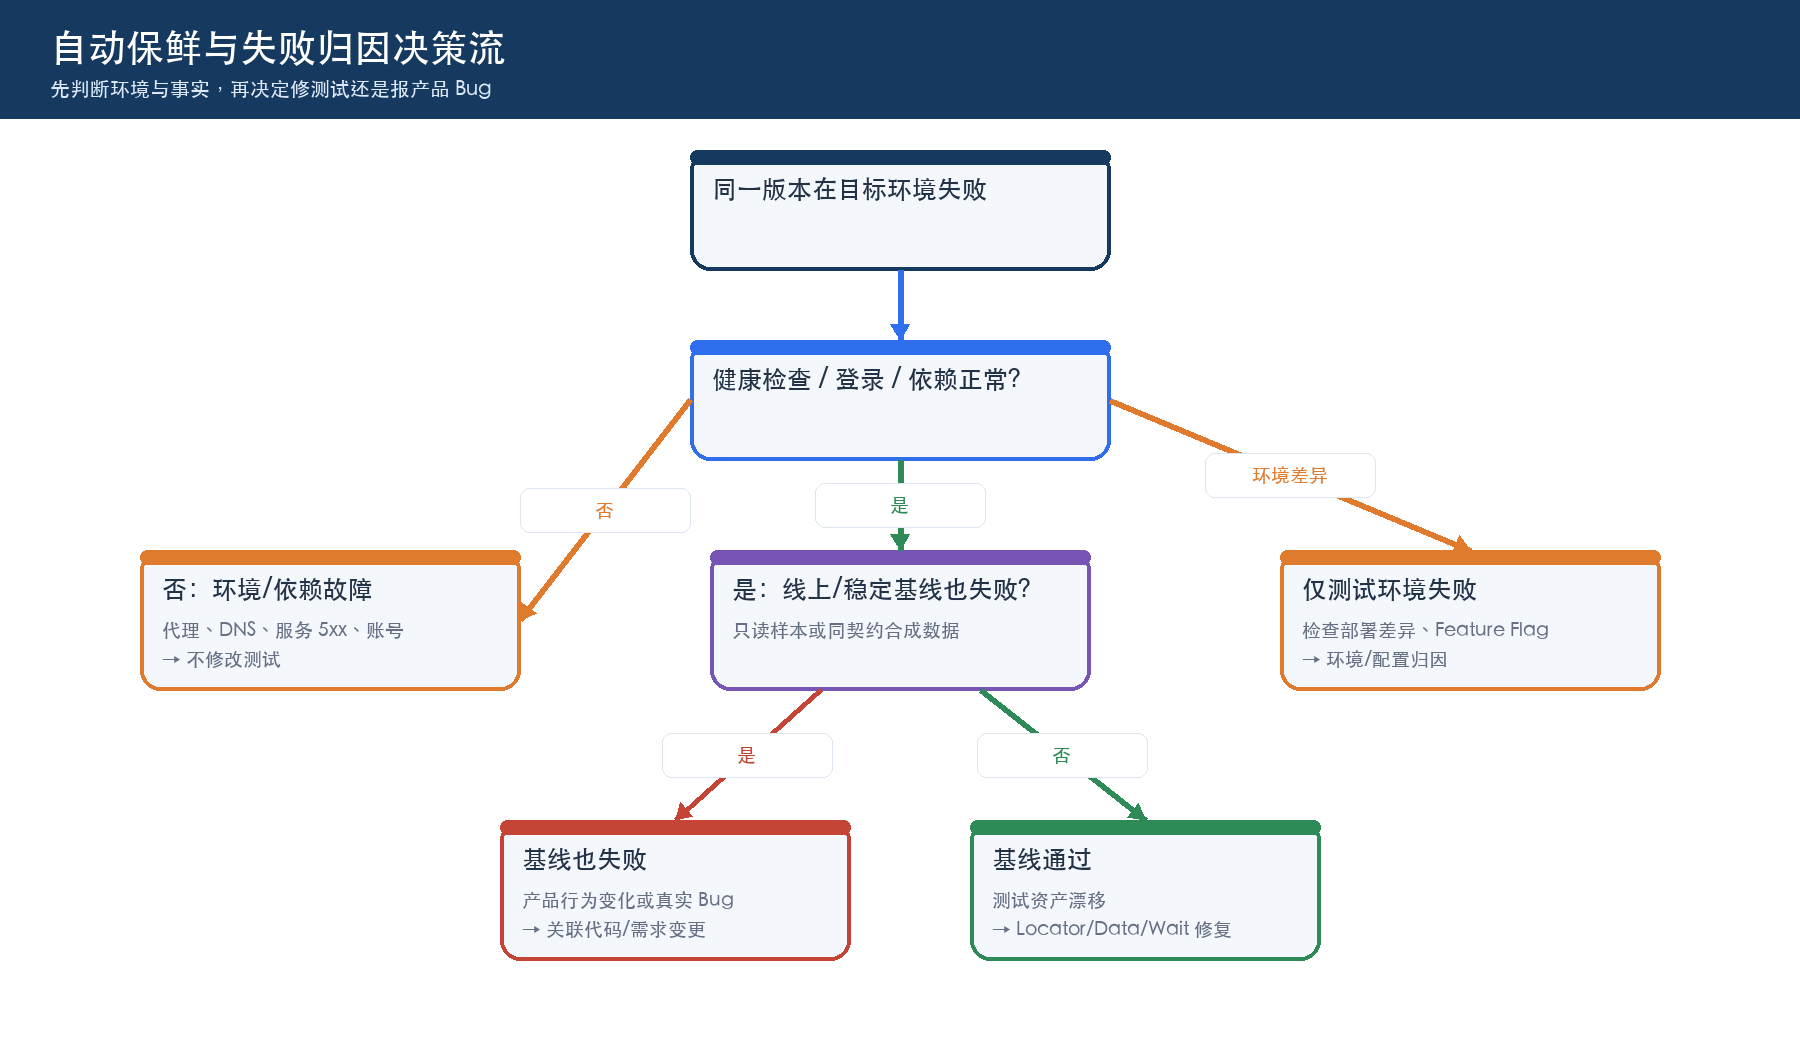 自动保鲜与失败归因决策流
先判断环境与事实，再决定修测试还是报产品 Bug
同一版本在目标环境失败
健康检查 / 登录 / 依赖正常？
环境差异
否
是
否：环境/依赖故障
代理、DNS、服务 5xx、账号
→ 不修改测试
是：线上/稳定基线也失败？
只读样本或同契约合成数据
仅测试环境失败
检查部署差异、Feature Flag
→ 环境/配置归因
是
否
基线也失败
产品行为变化或真实 Bug
→ 关联代码/需求变更
基线通过
测试资产漂移
→ Locator/Data/Wait 修复